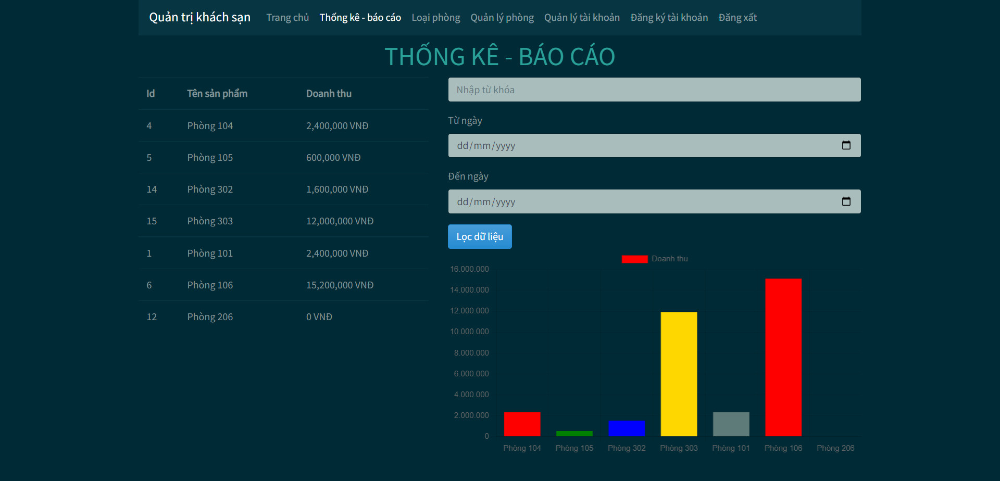 Quản trị khách sạn Trang chủ Thống kê - báo cáo Loại phòng Quản lý phòng Quản lý tài khoản Đăng ký tài khoản Đăng xất
THỐNG KÊ - BÁO CÁO
Id Tên sản phẩm Doanh thu
4 Phòng 104 2,400,000 VNĐ
5 Phòng 105 600,000 VNĐ
14 Phòng 302 1,600,000 VNĐ
15 Phòng 303 12,000,000 VNĐ
1 Phòng 101 2,400,000 VNĐ
6 Phòng 106 15,200,000 VNĐ
12 Phòng 206 0 VNĐ
Nhập từ khóa
Từ ngày
dd/mm/yyyy
Đến ngày
dd/mm/yyyy
Lọc dữ liệu
Doanh thu
16.000.000
14.000.000
12.000.000
10.000.000
8.000.000
6.000.000
4.000.000
2.000.000
0
Phòng 104 Phòng 105 Phòng 302 Phòng 303 Phòng 101 Phòng 106 Phòng 206